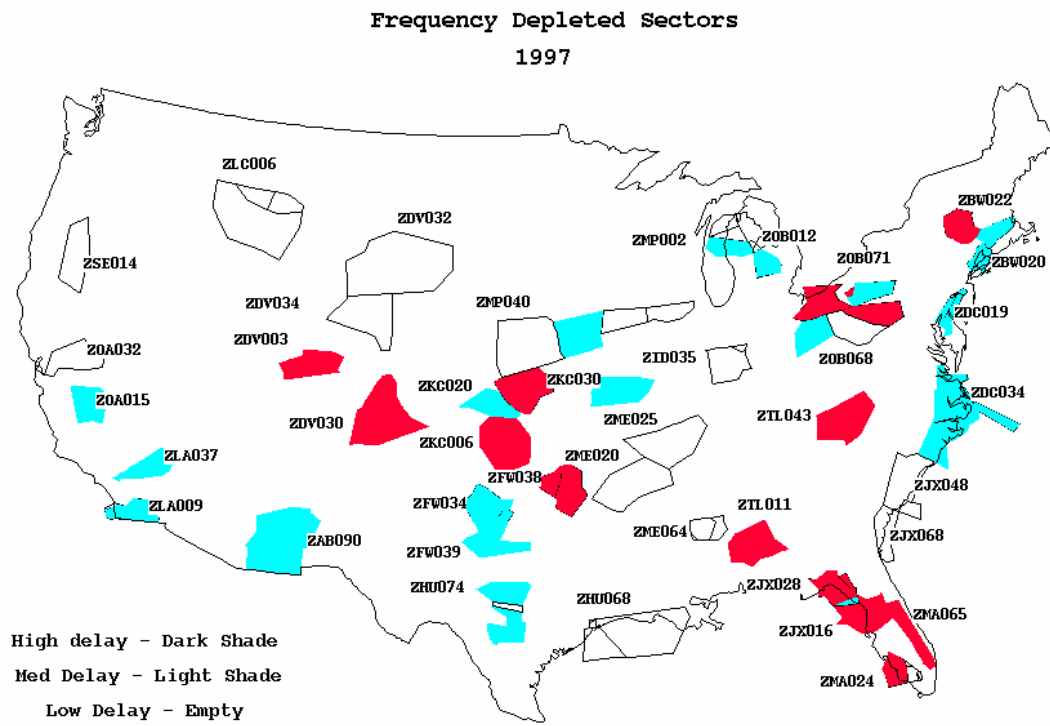 Frequency Depleted Sectors
1997
ZLC006
ZBW022
ZDV032
ZMP002
ZOB012
ZSE014
ZOB071
ZBW020
ZDV034
ZMP040
ZDC019
ZDV003
ZOA032
ZID035
ZOB068
ZKC020
ZKC030
ZOA015
ZDC034
ZDV030
ZME025
ZTL043
ZKC006
ZLA037
ZME020
ZFW038
ZJX048
ZLA009
ZFW034
ZTL011
ZME064
ZJX068
ZAB090
ZFW039
ZHU074
ZJX028
ZHU068
ZMA065
ZJX016
High delay - Dark Shade
Med Delay - Light Shade
ZMA024
Low Delay - Empty